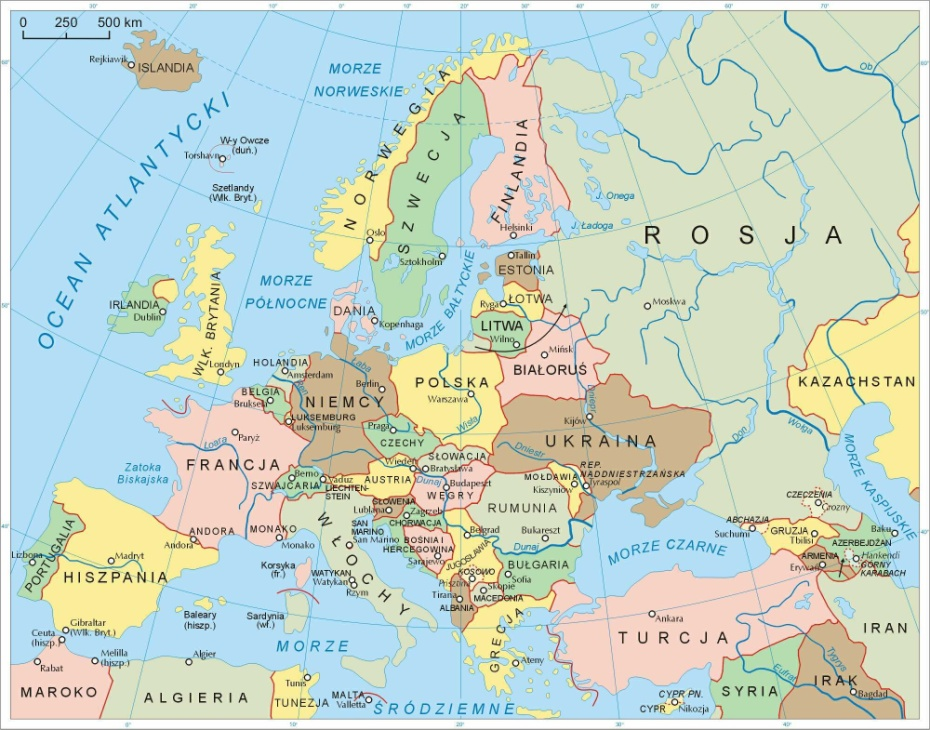 0 250 500 km
Rejkiawik
ISLANDIA
MORZE
NORWESKIE
Ob
OCEAN ATLANTYCKI
W-y Owcze
(duń.)
Torshavn
Szetlandy
(Wlk. Bryt.)
NORWEGIA
SZWECJA
FINLANDIA
J. Onega
J. Ładoga
ROSJA
Oslo
Helsinki
Sztokholm
Tallin
ESTONIA
MORZE
PÓŁNOCNE
MORZE BAŁTYCKIE
Ryga
ŁOTWA
Moskwa
IRLANDIA
Dublin
WLK. BRYTANIA
DANIA
Kopenhaga
LITWA
Wilno
Mińsk
BIAŁORUŚ
Londyn
HOLANDIA
Amsterdam
Łaba
Berlin
POLSKA
Warszawa
KAZACHSTAN
BELGIA
Bruksela
Ren
NIEMCY
LUKSEMBURG
Luksemburg
Praga
Wisła
Dniepr
Kijów
UKRAINA
Paryż
Loara
CZECHY
Dniestr
Don
Wołga
MORZE KASPIJSKIE
Zatoka
Biskajska
FRANCJA
Berno
SZWAJCARIA
Vaduz
LIECHTEN-
STEIN
Wiedeń
AUSTRIA
SŁOWACJA
Bratysława
Dunaj
Budapeszt
WĘGRY
MOŁDAWIA
Kiszyniów
REP.
NADDNIESTRZAŃSKA
Tyraspol
SŁOWENIA
Lublana
Zagrzeb
CHORWACJA
RUMUNIA
CZECZENIA
Grozny
ABCHAZJA
Suchumi
GRUZJA
Tbilisi
Baku
AZERBEJDŻAN
PORTUGALIA
Lizbona
Madryt
HISZPANIA
ANDORA
Andora
MONAKO
Monako
SAN
MARINO
San Marino
WŁOCHY
BOŚNIA I
HERCEGOWINA
Sarajewo
Belgrad
JUGOSŁAWIA
Bukareszt
Dunaj
MORZE CZARNE
ARMENIA
Erywań
Hankendi
GÓRNY
KARABACH
Korsyka
(fr.)
WATYKAN
Watykan
Rzym
KOSOWO
Prisztina
Sofia
BUŁGARIA
Skopie
MACEDONIA
Tirana
ALBANIA
Baleary
(hiszp.)
Sardynia
(wł.)
Gibraltar
(Wlk. Bryt.)
Ceuta
(hiszp.)
GRECJA
Ankara
TURCJA
IRAN
MORZE
Melilla
(hiszp.)
Algier
Ateny
Rabat
MAROKO
ALGIERIA
Tunis
TUNEZJA
MALTA
Valletta
ŚRÓDZIEMNE
CYPR PN.
CYPR
Nikozja
SYRIA
Eufrat
Tygrys
IRAK
Bagdad